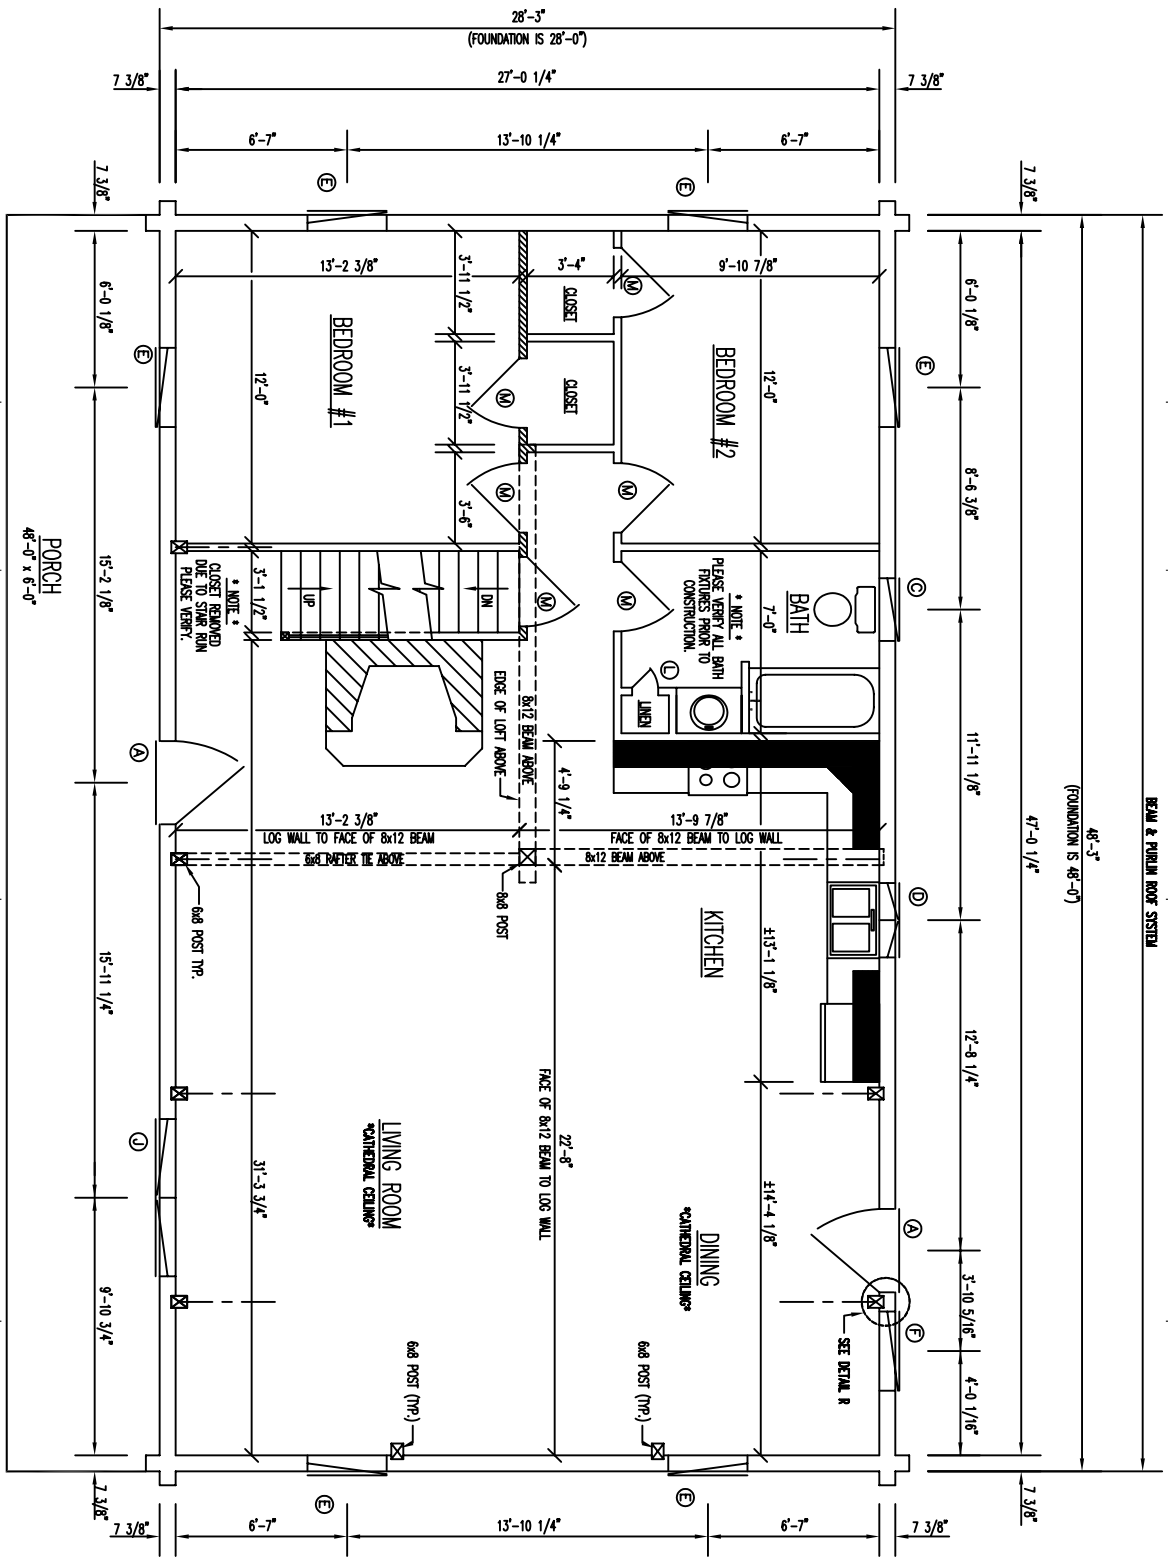 28'-3"
(FOUNDATION IS 28'-0")
7 3/8"
27'-0 1/4"
7 3/8"
6'-7"
13'-10 1/4"
6'-7"
7 3/8"
E
E
7 3/8"
BEAM & PURLIN ROOF SYSTEM
48'-3"
(FOUNDATION IS 48'-0")
47'-0 1/4"
6'-0 1/8"
8'-6 3/8"
11'-11 1/8"
12'-8 1/4"
3'-10 5/16"
4'-0 1/16"
7 3/8"
E
C
D
A
F
SEE DETAIL R
13'-2 3/8"
3'-4"
9'-10 7/8"
3'-11 1/2"
3'-11 1/2"
3'-6"
12'-0"
12'-0"
CLOSET
CLOSET
M
M
M
M
M
M
BEDROOM #1
BEDROOM #2
BATH
7'-0"
* NOTE *
PLEASE VERIFY ALL BATH
FIXTURES PRIOR TO
CONSTRUCTION.
L
LINEN
DN
UP
3'-1 1/2"
* NOTE *
CLOSET REMOVED
DUE TO STAIR RUN
PLEASE VERIFY.
8x12 BEAM ABOVE
EDGE OF LOFT ABOVE
4'-9 1/4"
13'-2 3/8"
LOG WALL TO FACE OF 8x12 BEAM
13'-9 7/8"
FACE OF 8x12 BEAM TO LOG WALL
6x8 RAFTER TIE ABOVE
8x12 BEAM ABOVE
6x8 POST TYP.
8x8 POST
KITCHEN
±13'-1 1/8"
22'-8"
FACE OF 8x12 BEAM TO LOG WALL
LIVING ROOM
*CATHEDRAL CEILING*
31'-3 3/4"
DINING
*CATHEDRAL CEILING*
±14'-4 1/8"
6x8 POST (TYP.)
6x8 POST (TYP.)
E
A
J
6'-0 1/8"
15'-2 1/8"
15'-11 1/4"
9'-10 3/4"
7 3/8"
PORCH
48'-0" x 6'-0"
E
E
7 3/8"
6'-7"
13'-10 1/4"
6'-7"
7 3/8"